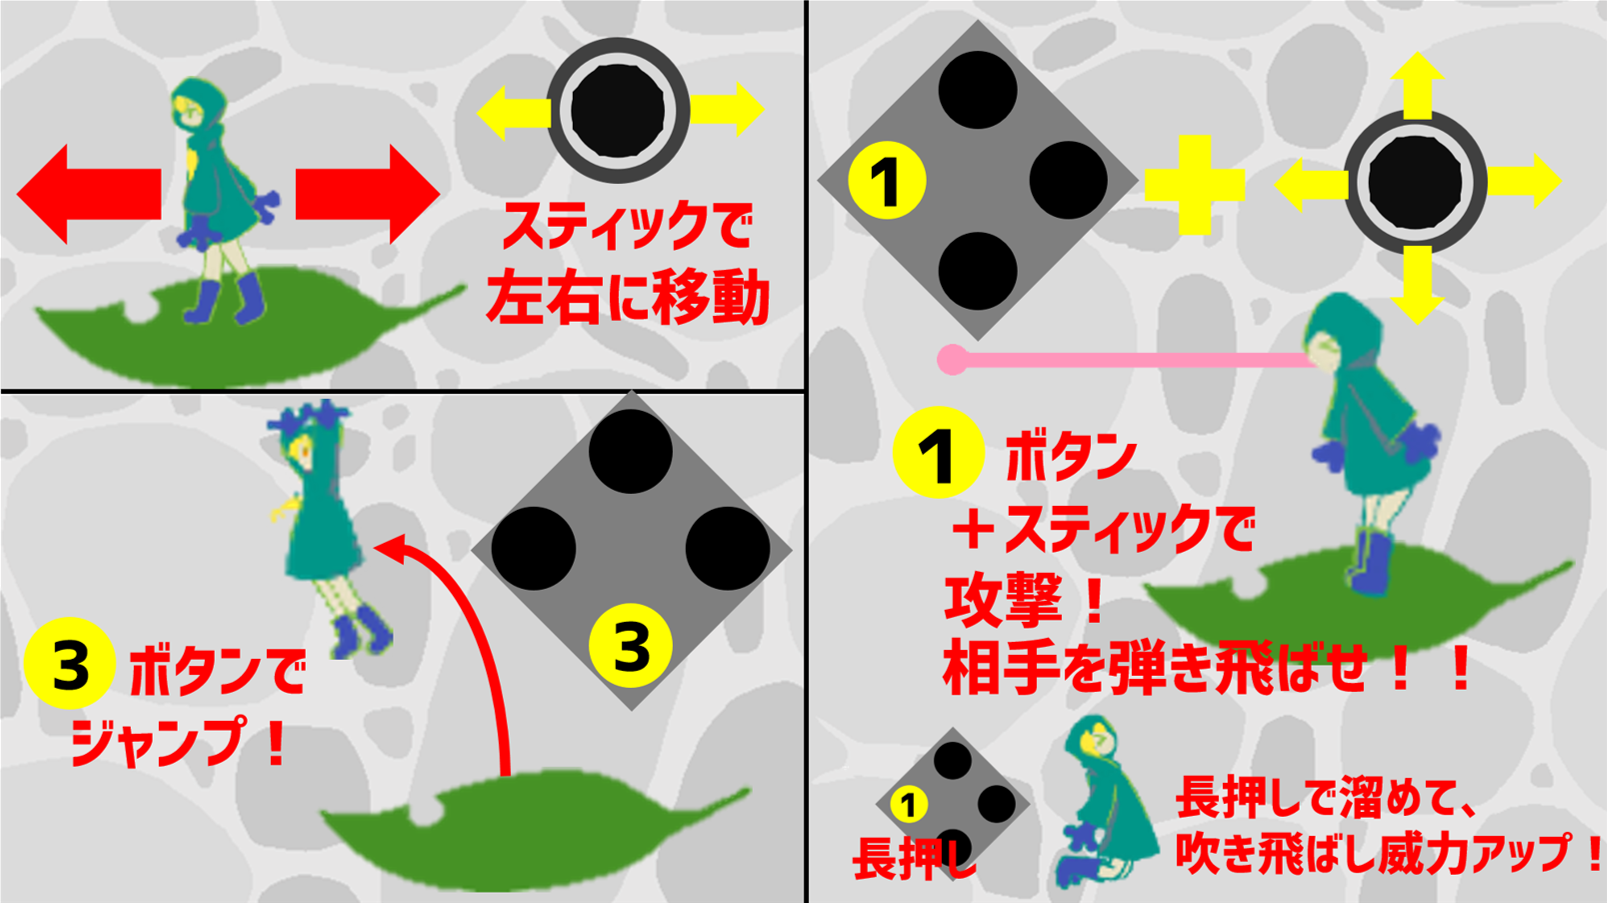 スティックで
左右に移動
3
3 ボタンで
ジャンプ！
1
1 ボタン
＋スティックで
攻撃！
相手を弾き飛ばせ！！
1
長押し
長押しで溜めて、
吹き飛ばし威力アップ！